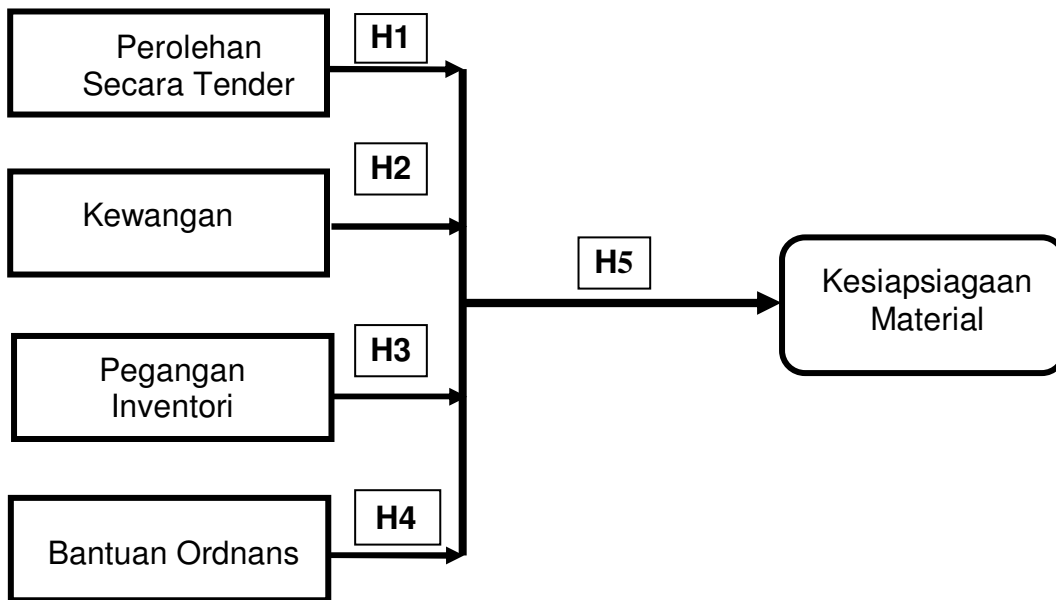 Perolehan
Secara Tender
H1
Kewangan
H2
Pegangan
Inventori
H3
Bantuan Ordnans
H4
H5
Kesiapsiagaan
Material